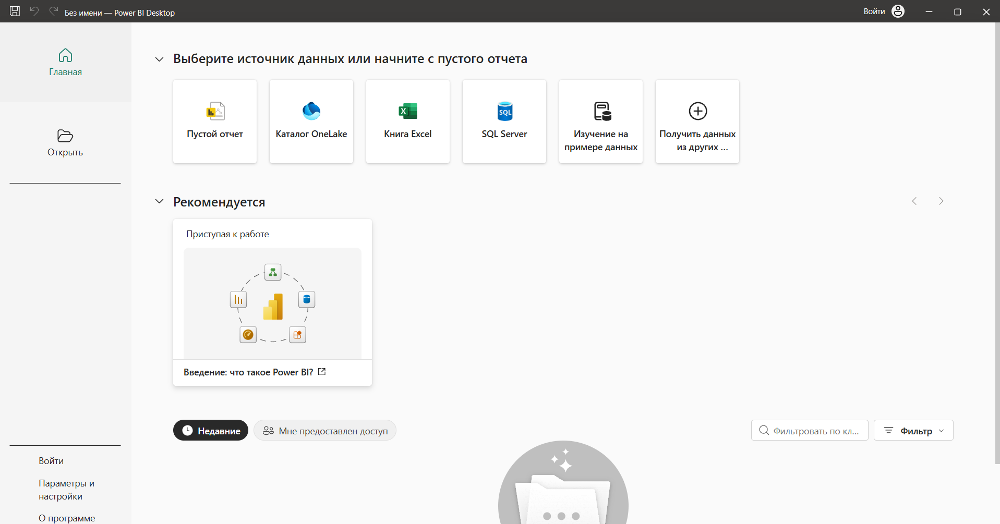 Без имени — Power BI Desktop
Войти
Главная
Открыть
Выберите источник данных или начните с пустого отчета
Пустой отчет
Каталог OneLake
Книга Excel
SQL
SQL Server
Изучение на
примере данных
Получить данных
из других ...
Рекомендуется
Приступая к работе
Введение: что такое Power BI?
Недавние
Мне предоставлен доступ
Фильтровать по кл...
Фильтр
Войти
Параметры и
настройки
О программе